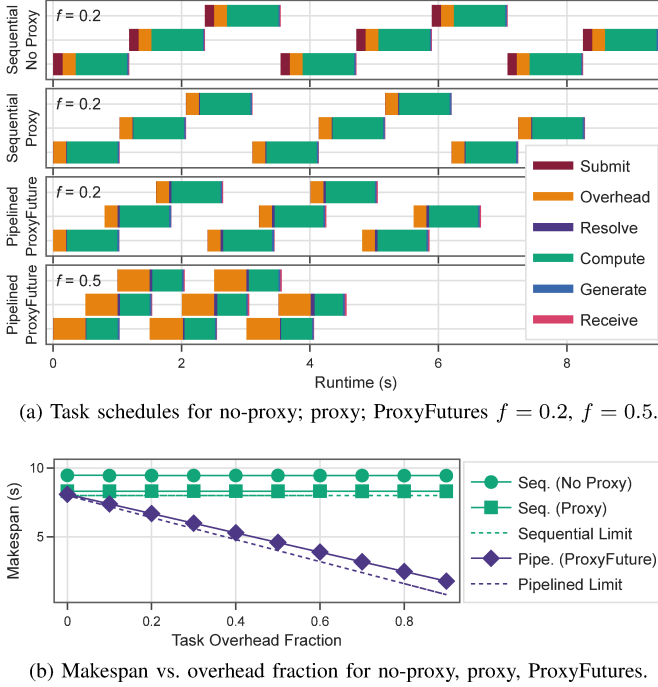 Sequential
No Proxy
f = 0.2
Sequential
Proxy
f = 0.2
Pipelined
ProxyFuture
f = 0.2
Pipelined
ProxyFuture
f = 0.5
Submit
Overhead
Resolve
Compute
Generate
Receive
0 2 4 6 8
Runtime (s)
(a) Task schedules for no-proxy; proxy; ProxyFutures f = 0.2, f = 0.5.
Makespan (s)
10
5
0 0.2 0.4 0.6 0.8
Task Overhead Fraction
Seq. (No Proxy)
Seq. (Proxy)
Sequential Limit
Pipe. (ProxyFuture)
Pipelined Limit
(b) Makespan vs. overhead fraction for no-proxy, proxy, ProxyFutures.